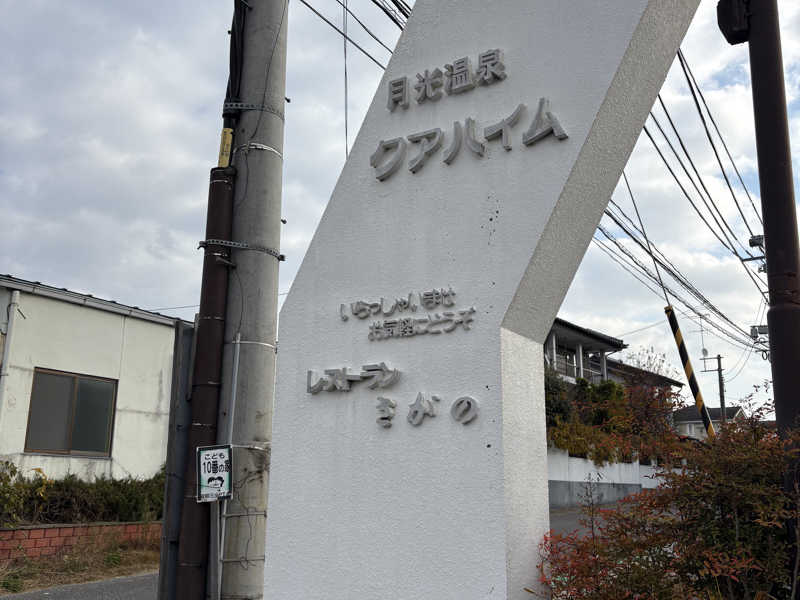 月光温泉
クアハイム
いらっしゃいませ
お気軽にどうぞ
レストラン
さがの
こども
10番の家